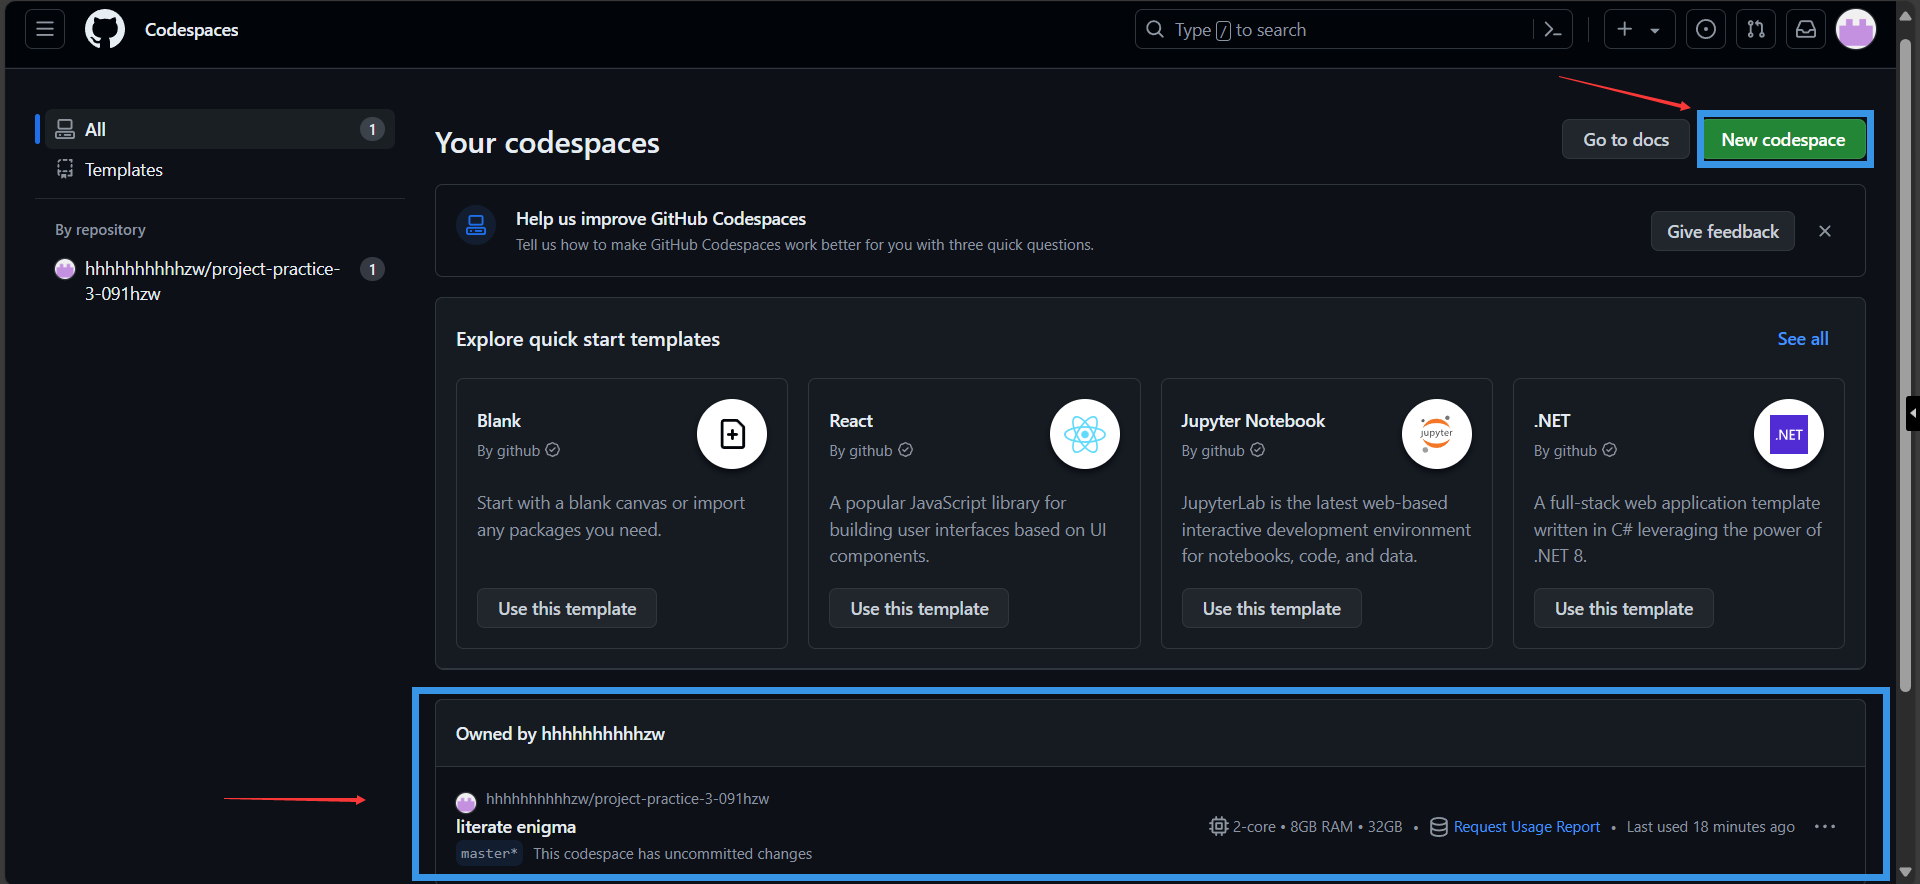 Codespaces
Type / to search
All 1
Templates
By repository
hhhhhhhhhhzw/project-practice- 1
3-091hzw
Your codespaces
Go to docs
New codespace
Help us improve GitHub Codespaces
Tell us how to make GitHub Codespaces work better for you with three quick questions.
Give feedback
Explore quick start templates
See all
Blank
By github
Start with a blank canvas or import
any packages you need.
Use this template
React
By github
A popular JavaScript library for
building user interfaces based on UI
components.
Use this template
Jupyter Notebook
By github
jupyter
JupyterLab is the latest web-based
interactive development environment
for notebooks, code, and data.
Use this template
.NET
By github
.NET
A full-stack web application template
written in C# leveraging the power of
.NET 8.
Use this template
Owned by hhhhhhhhhhzw
hhhhhhhhhhzw/project-practice-3-091hzw
literate enigma
2-core • 8GB RAM • 32GB • Request Usage Report • Last used 18 minutes ago
master* This codespace has uncommitted changes